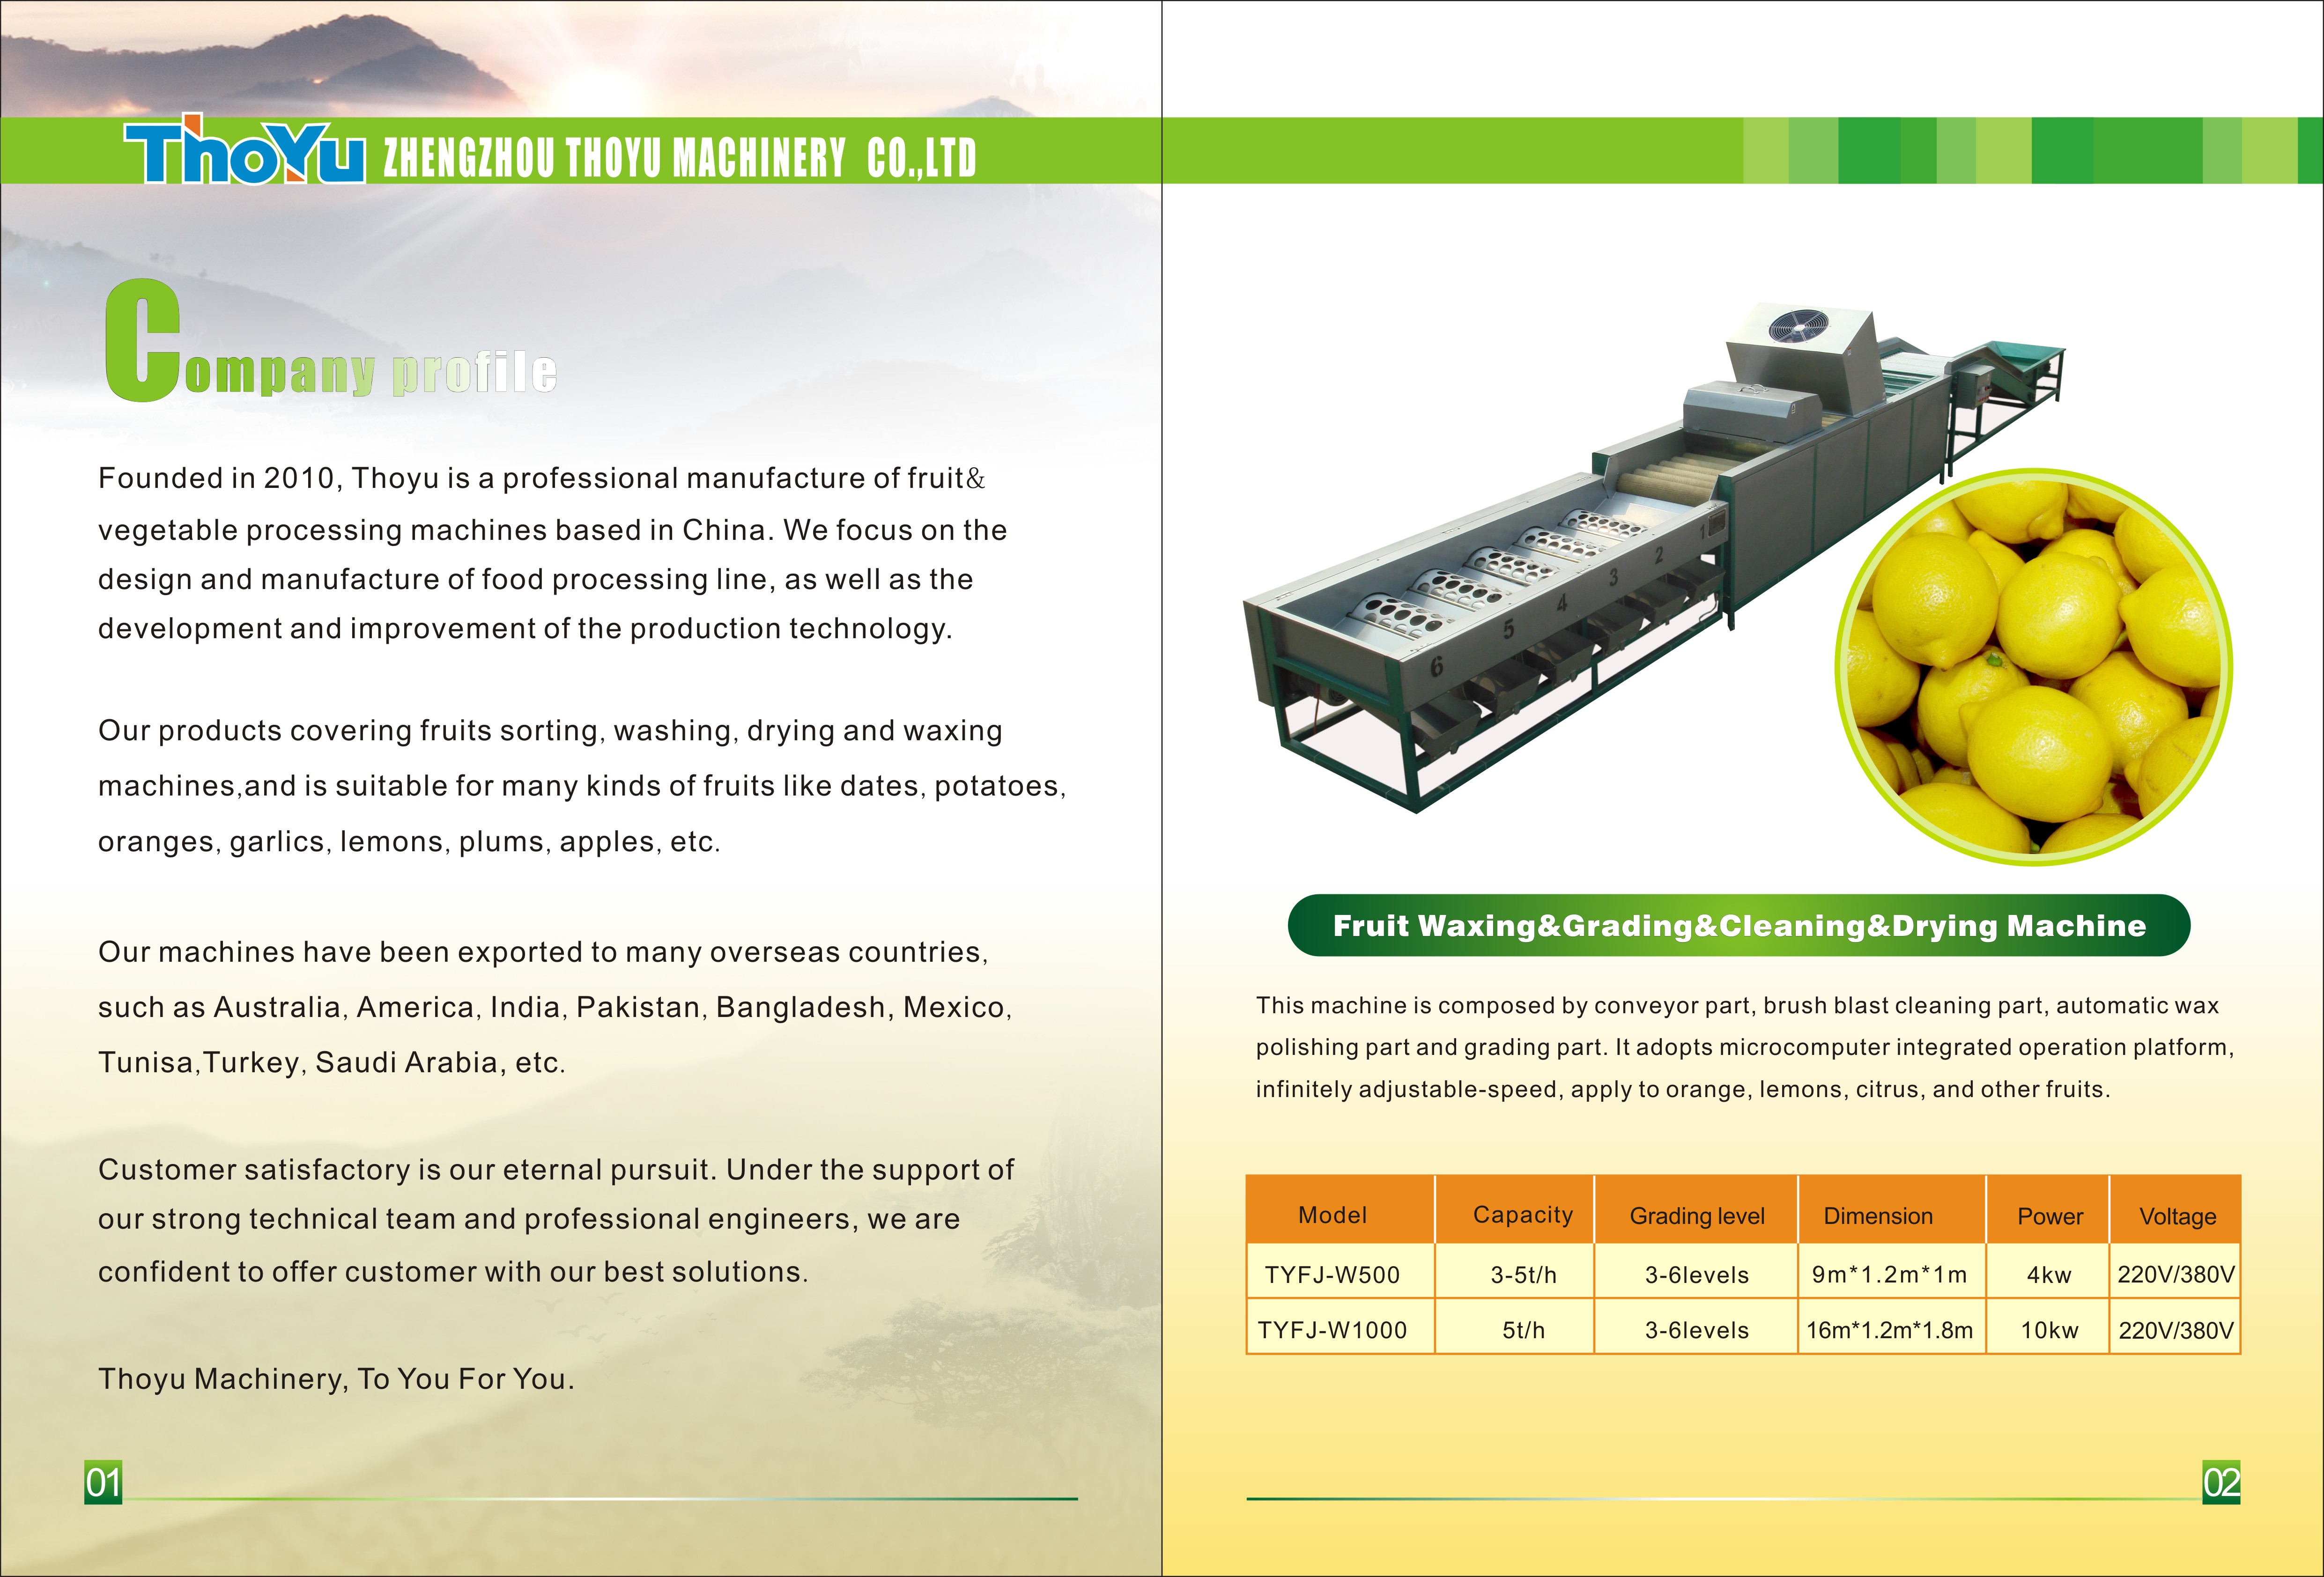 ThoYu ZHENGZHOU THOYU MACHINERY CO.,LTD
Company profile
Founded in 2010, Thoyu is a professional manufacture of fruit&
vegetable processing machines based in China. We focus on the
design and manufacture of food processing line, as well as the
development and improvement of the production technology.
Our products covering fruits sorting, washing, drying and waxing
machines,and is suitable for many kinds of fruits like dates, potatoes,
oranges, garlics, lemons, plums, apples, etc.
Our machines have been exported to many overseas countries,
such as Australia, America, India, Pakistan, Bangladesh, Mexico,
Tunisa,Turkey, Saudi Arabia, etc.
Customer satisfactory is our eternal pursuit. Under the support of
our strong technical team and professional engineers, we are
confident to offer customer with our best solutions.
Thoyu Machinery, To You For You.
01
1
2
3
4
5
6
Fruit Waxing&Grading&Cleaning&Drying Machine
This machine is composed by conveyor part, brush blast cleaning part, automatic wax
polishing part and grading part. It adopts microcomputer integrated operation platform,
infinitely adjustable-speed, apply to orange, lemons, citrus, and other fruits.
Model Capacity Grading level Dimension Power Voltage
TYFJ-W500 3-5t/h 3-6levels 9m*1.2m*1m 4kw 220V/380V
TYFJ-W1000 5t/h 3-6levels 16m*1.2m*1.8m 10kw 220V/380V
02